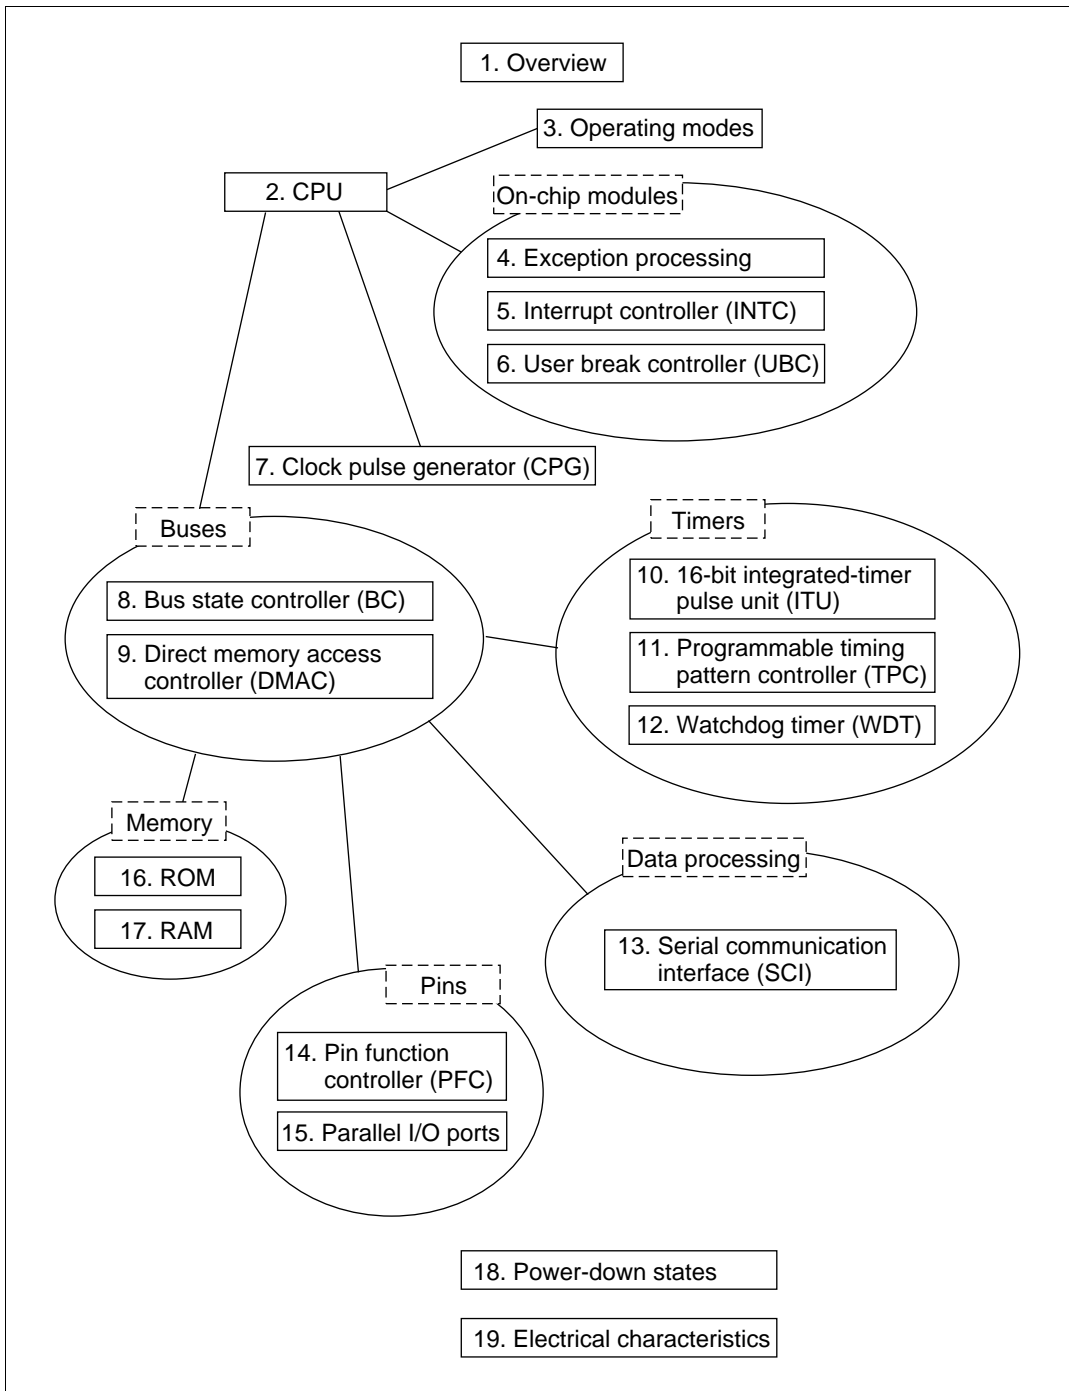 1. Overview
3. Operating modes
2. CPU
On-chip modules
4. Exception processing
5. Interrupt controller (INTC)
6. User break controller (UBC)
7. Clock pulse generator (CPG)
Buses
8. Bus state controller (BC)
9. Direct memory access
controller (DMAC)
Timers
10. 16-bit integrated-timer
pulse unit (ITU)
11. Programmable timing
pattern controller (TPC)
12. Watchdog timer (WDT)
Memory
16. ROM
17. RAM
Data processing
13. Serial communication
interface (SCI)
Pins
14. Pin function
controller (PFC)
15. Parallel I/O ports
18. Power-down states
19. Electrical characteristics